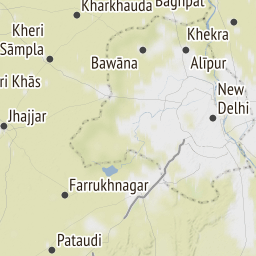 Baghpat
Kharkhauda
Kheri
Sāmpla
Khekra
Bawāna
Alīpur
ri Khās
New
Delhi
Jhajjar
Farrukhnagar
Pataudi